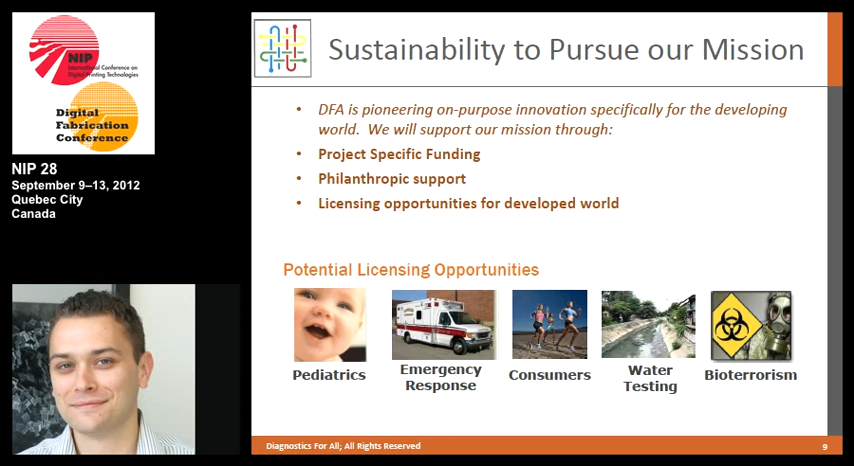 NIP
International Conference on
Digital Printing Technologies
Digital
Fabrication
Conference
NIP 28
September 9–13, 2012
Quebec City
Canada
Sustainability to Pursue our Mission
• DFA is pioneering on-purpose innovation specifically for the developing
world. We will support our mission through:
• Project Specific Funding
• Philanthropic support
• Licensing opportunities for developed world
Potential Licensing Opportunities
Pediatrics
Emergency
Response
Consumers
Water
Testing
Bioterrorism
Diagnostics For All; All Rights Reserved
9